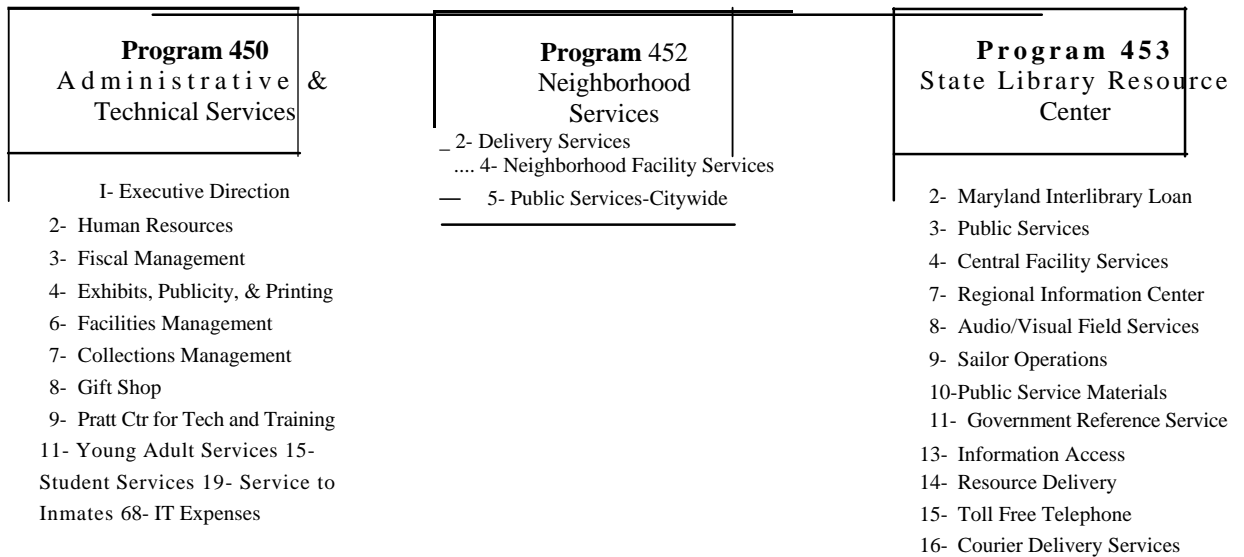 Program 450
Administrative &
Technical Services
I- Executive Direction
2- Human Resources
3- Fiscal Management
4- Exhibits, Publicity, & Printing
6- Facilities Management
7- Collections Management
8- Gift Shop
9- Pratt Ctr for Tech and Training
11- Young Adult Services 15-
Student Services 19- Service to
Inmates 68- IT Expenses
Program 452
Neighborhood
Services
_ 2- Delivery Services
.... 4- Neighborhood Facility Services
— 5- Public Services-Citywide
Program 453
State Library Resource
Center
2- Maryland Interlibrary Loan
3- Public Services
4- Central Facility Services
7- Regional Information Center
8- Audio/Visual Field Services
9- Sailor Operations
10-Public Service Materials
11- Government Reference Service
13- Information Access
14- Resource Delivery
15- Toll Free Telephone
16- Courier Delivery Services